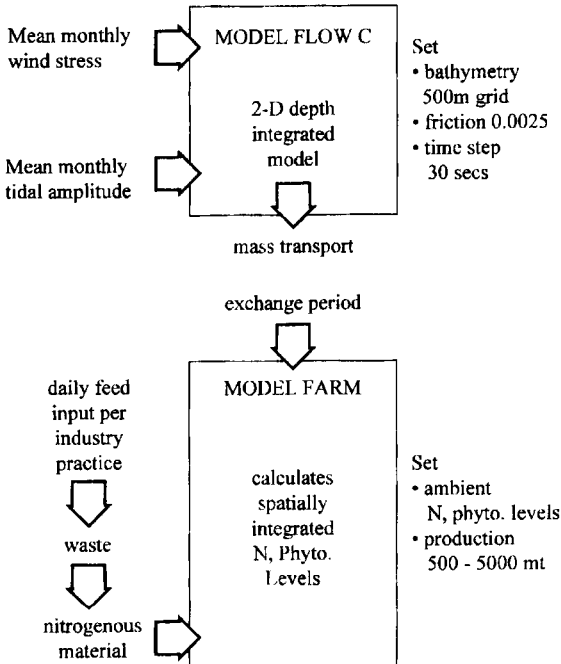 Mean monthly
wind stress
Mean monthly
tidal amplitude
MODEL FLOW C
2-D depth
integrated
model
Set
• bathymetry
500m grid
• friction 0.0025
• time step
30 secs
mass transport
exchange period
daily feed
input per
industry
practice
waste
nitrogenous
material
MODEL FARM
calculates
spatially
integrated
N, Phyto.
Levels
Set
• ambient
N, phyto. levels
• production
500 - 5000 mt